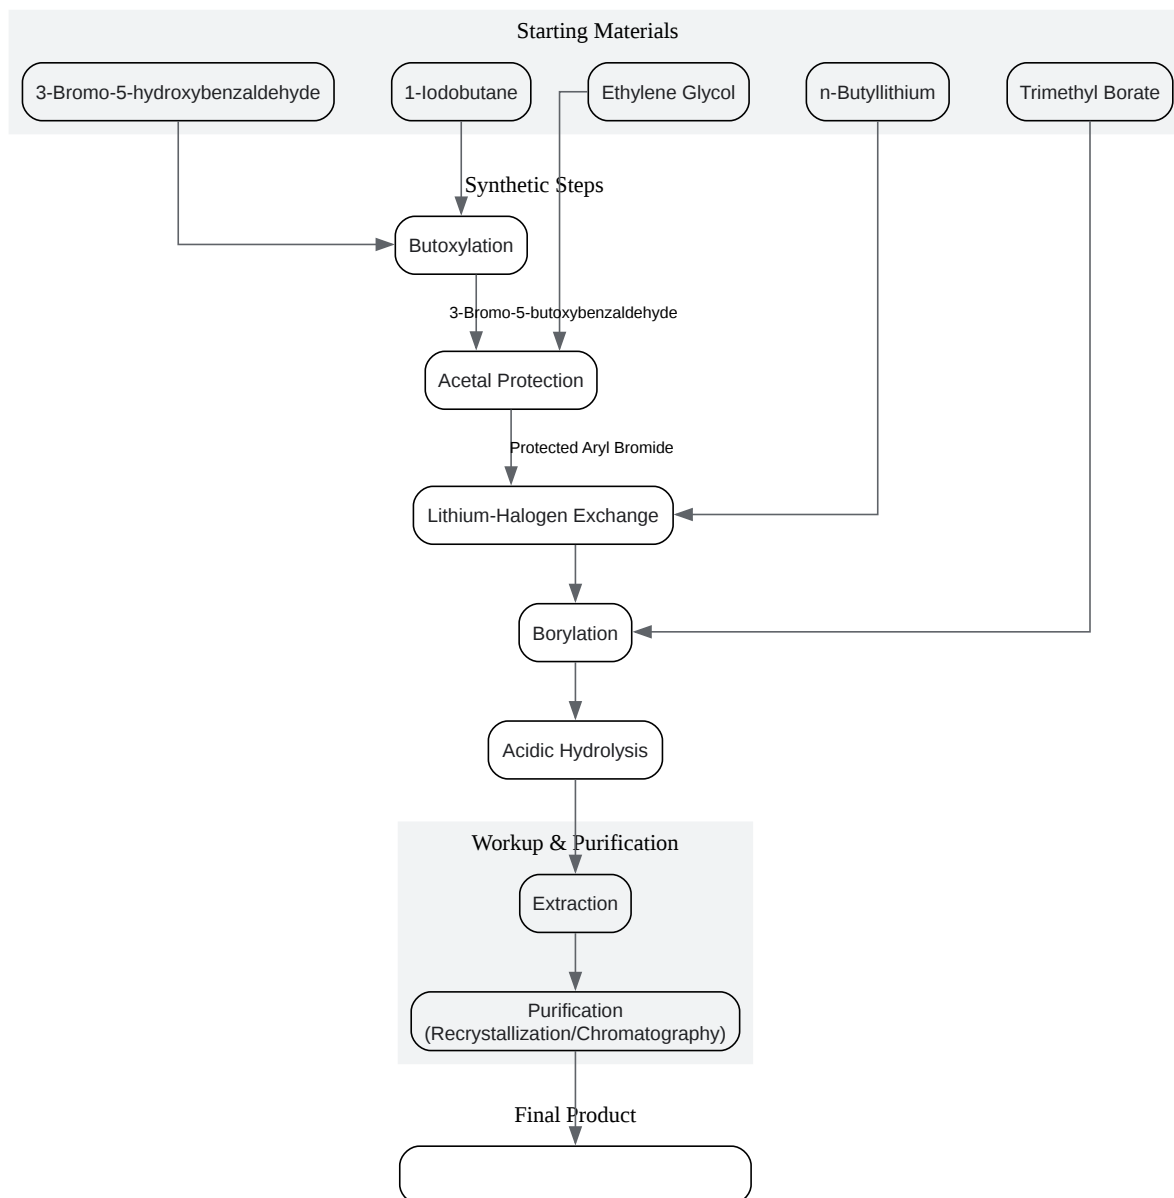 Starting Materials
3-Bromo-5-hydroxybenzaldehyde
1-Iodobutane
Ethylene Glycol
n-Butyllithium
Trimethyl Borate
Synthetic Steps
Butoxylation
3-Bromo-5-butoxybenzaldehyde
Acetal Protection
Protected Aryl Bromide
Lithium-Halogen Exchange
Borylation
Acidic Hydrolysis
Workup & Purification
Extraction
Purification
(Recrystallization/Chromatography)
Final Product